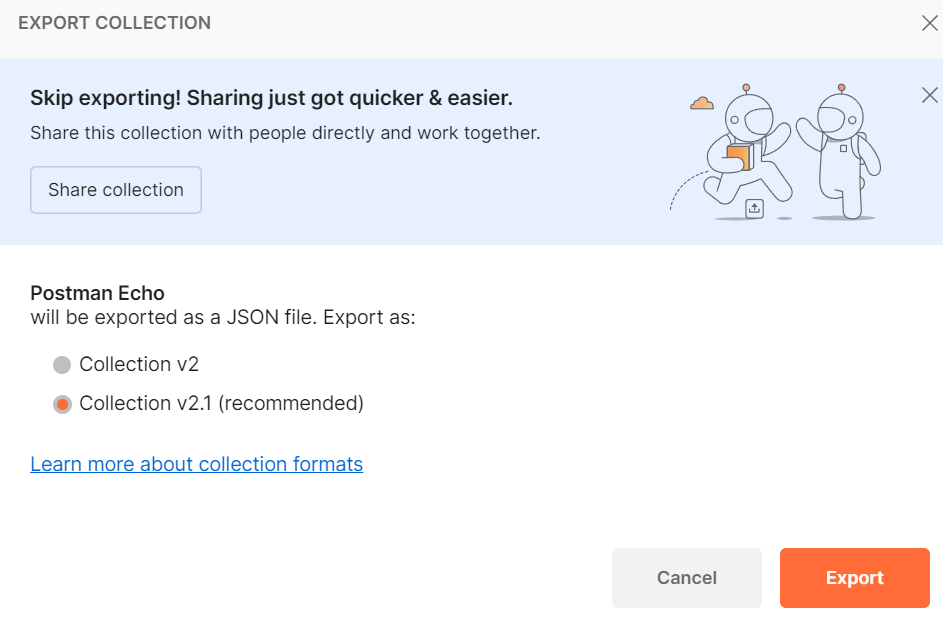 EXPORT COLLECTION
Skip exporting! Sharing just got quicker & easier.
Share this collection with people directly and work together.
Share collection
Postman Echo
will be exported as a JSON file. Export as:
Collection v2
Collection v2.1 (recommended)
Learn more about collection formats
Cancel
Export